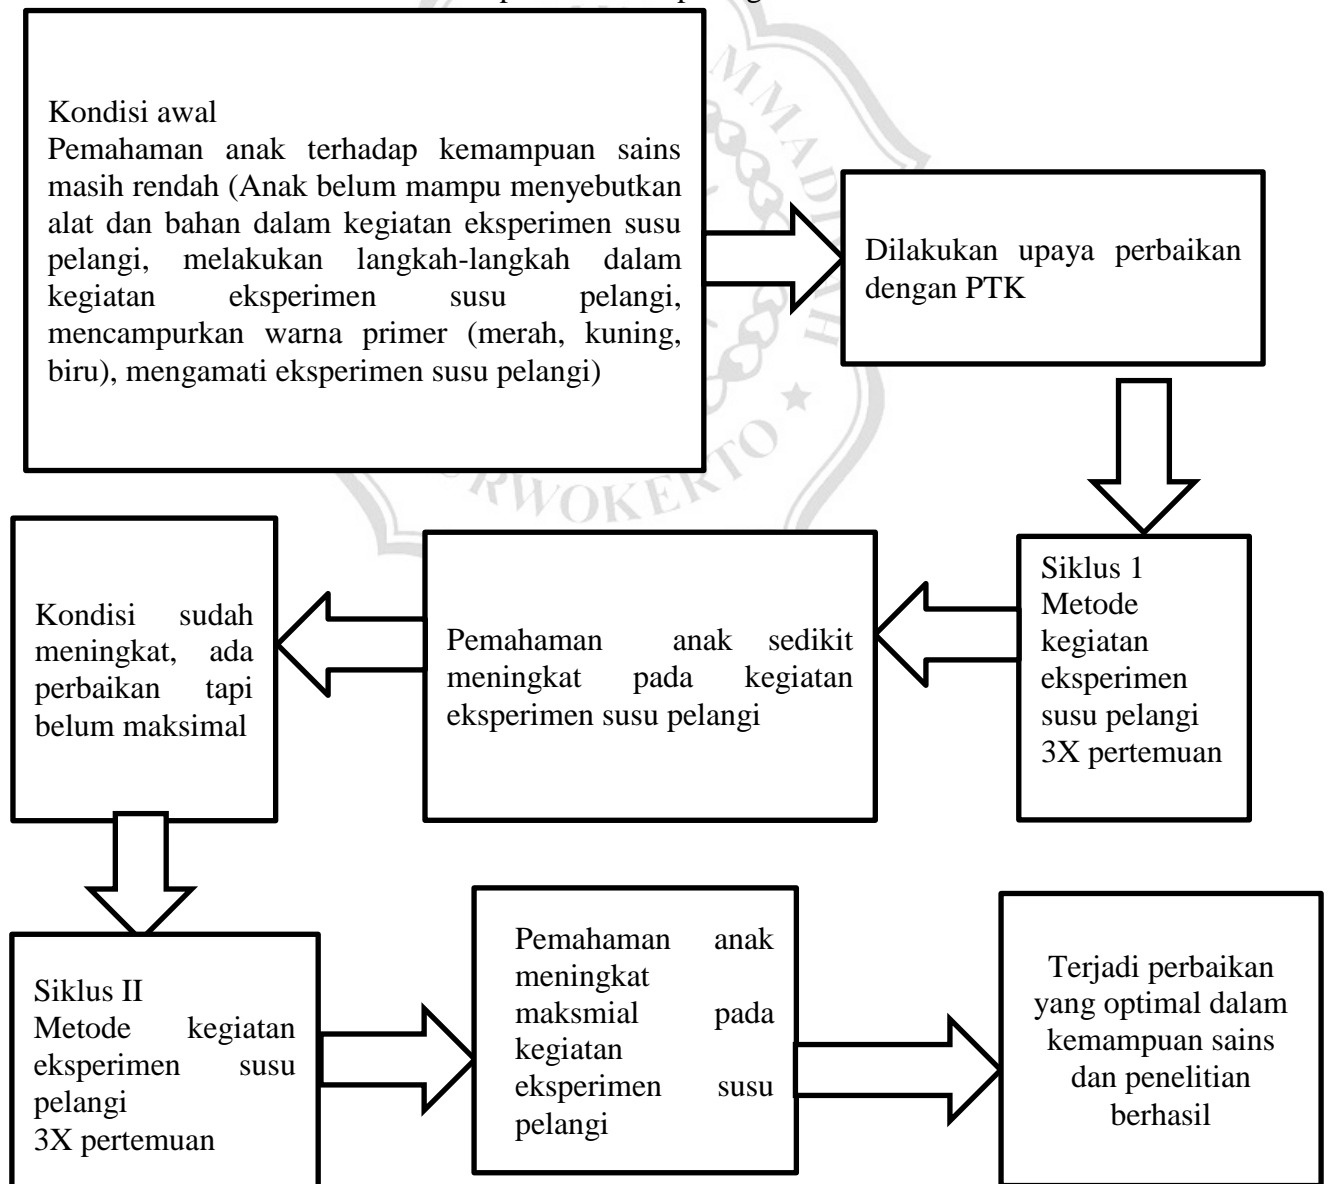 Kondisi awal
Pemahaman anak terhadap kemampuan sains
masih rendah (Anak belum mampu menyebutkan
alat dan bahan dalam kegiatan eksperimen susu
pelangi, melakukan langkah-langkah dalam
kegiatan eksperimen susu pelangi,
mencampurkan warna primer (merah, kuning,
biru), mengamati eksperimen susu pelangi)
Dilakukan upaya perbaikan
dengan PTK
Siklus 1
Metode
kegiatan
eksperimen
susu pelangi
3X pertemuan
Pemahaman anak sedikit
meningkat pada kegiatan
eksperimen susu pelangi
Kondisi sudah
meningkat, ada
perbaikan tapi
belum maksimal
Siklus II
Metode kegiatan
eksperimen susu
pelangi
3X pertemuan
Pemahaman anak
meningkat
maksmial pada
kegiatan
eksperimen susu
pelangi
Terjadi perbaikan
yang optimal dalam
kemampuan sains
dan penelitian
berhasil